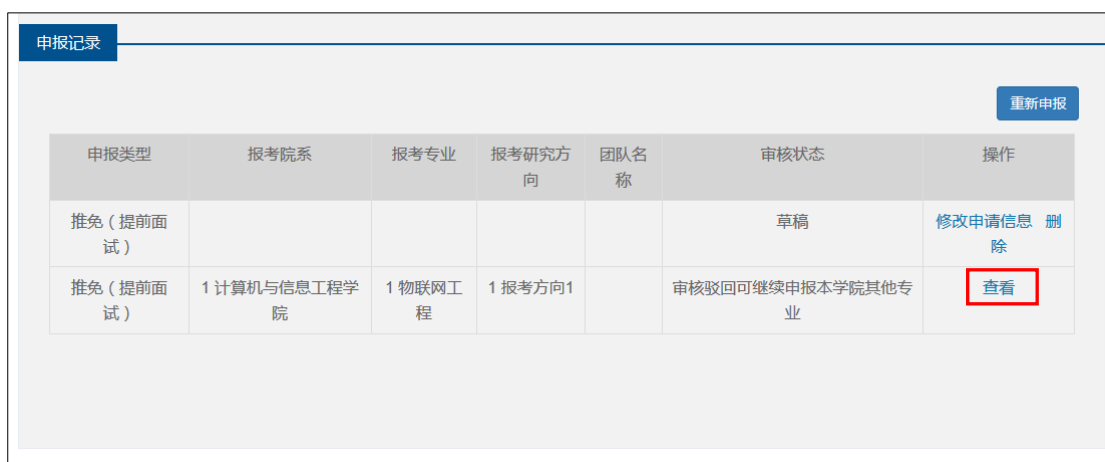 申报记录
重新申报
申报类型 报考院系 报考专业 报考研究方 团队名 审核状态 操作
向 称
推免（提前面 草稿 修改申请信息 删
试） 除
推免（提前面 1 计算机与信息工程学 1 物联网工 1 报考方向1 审核驳回可继续申报本学院其他专 查看
试） 院 程 业